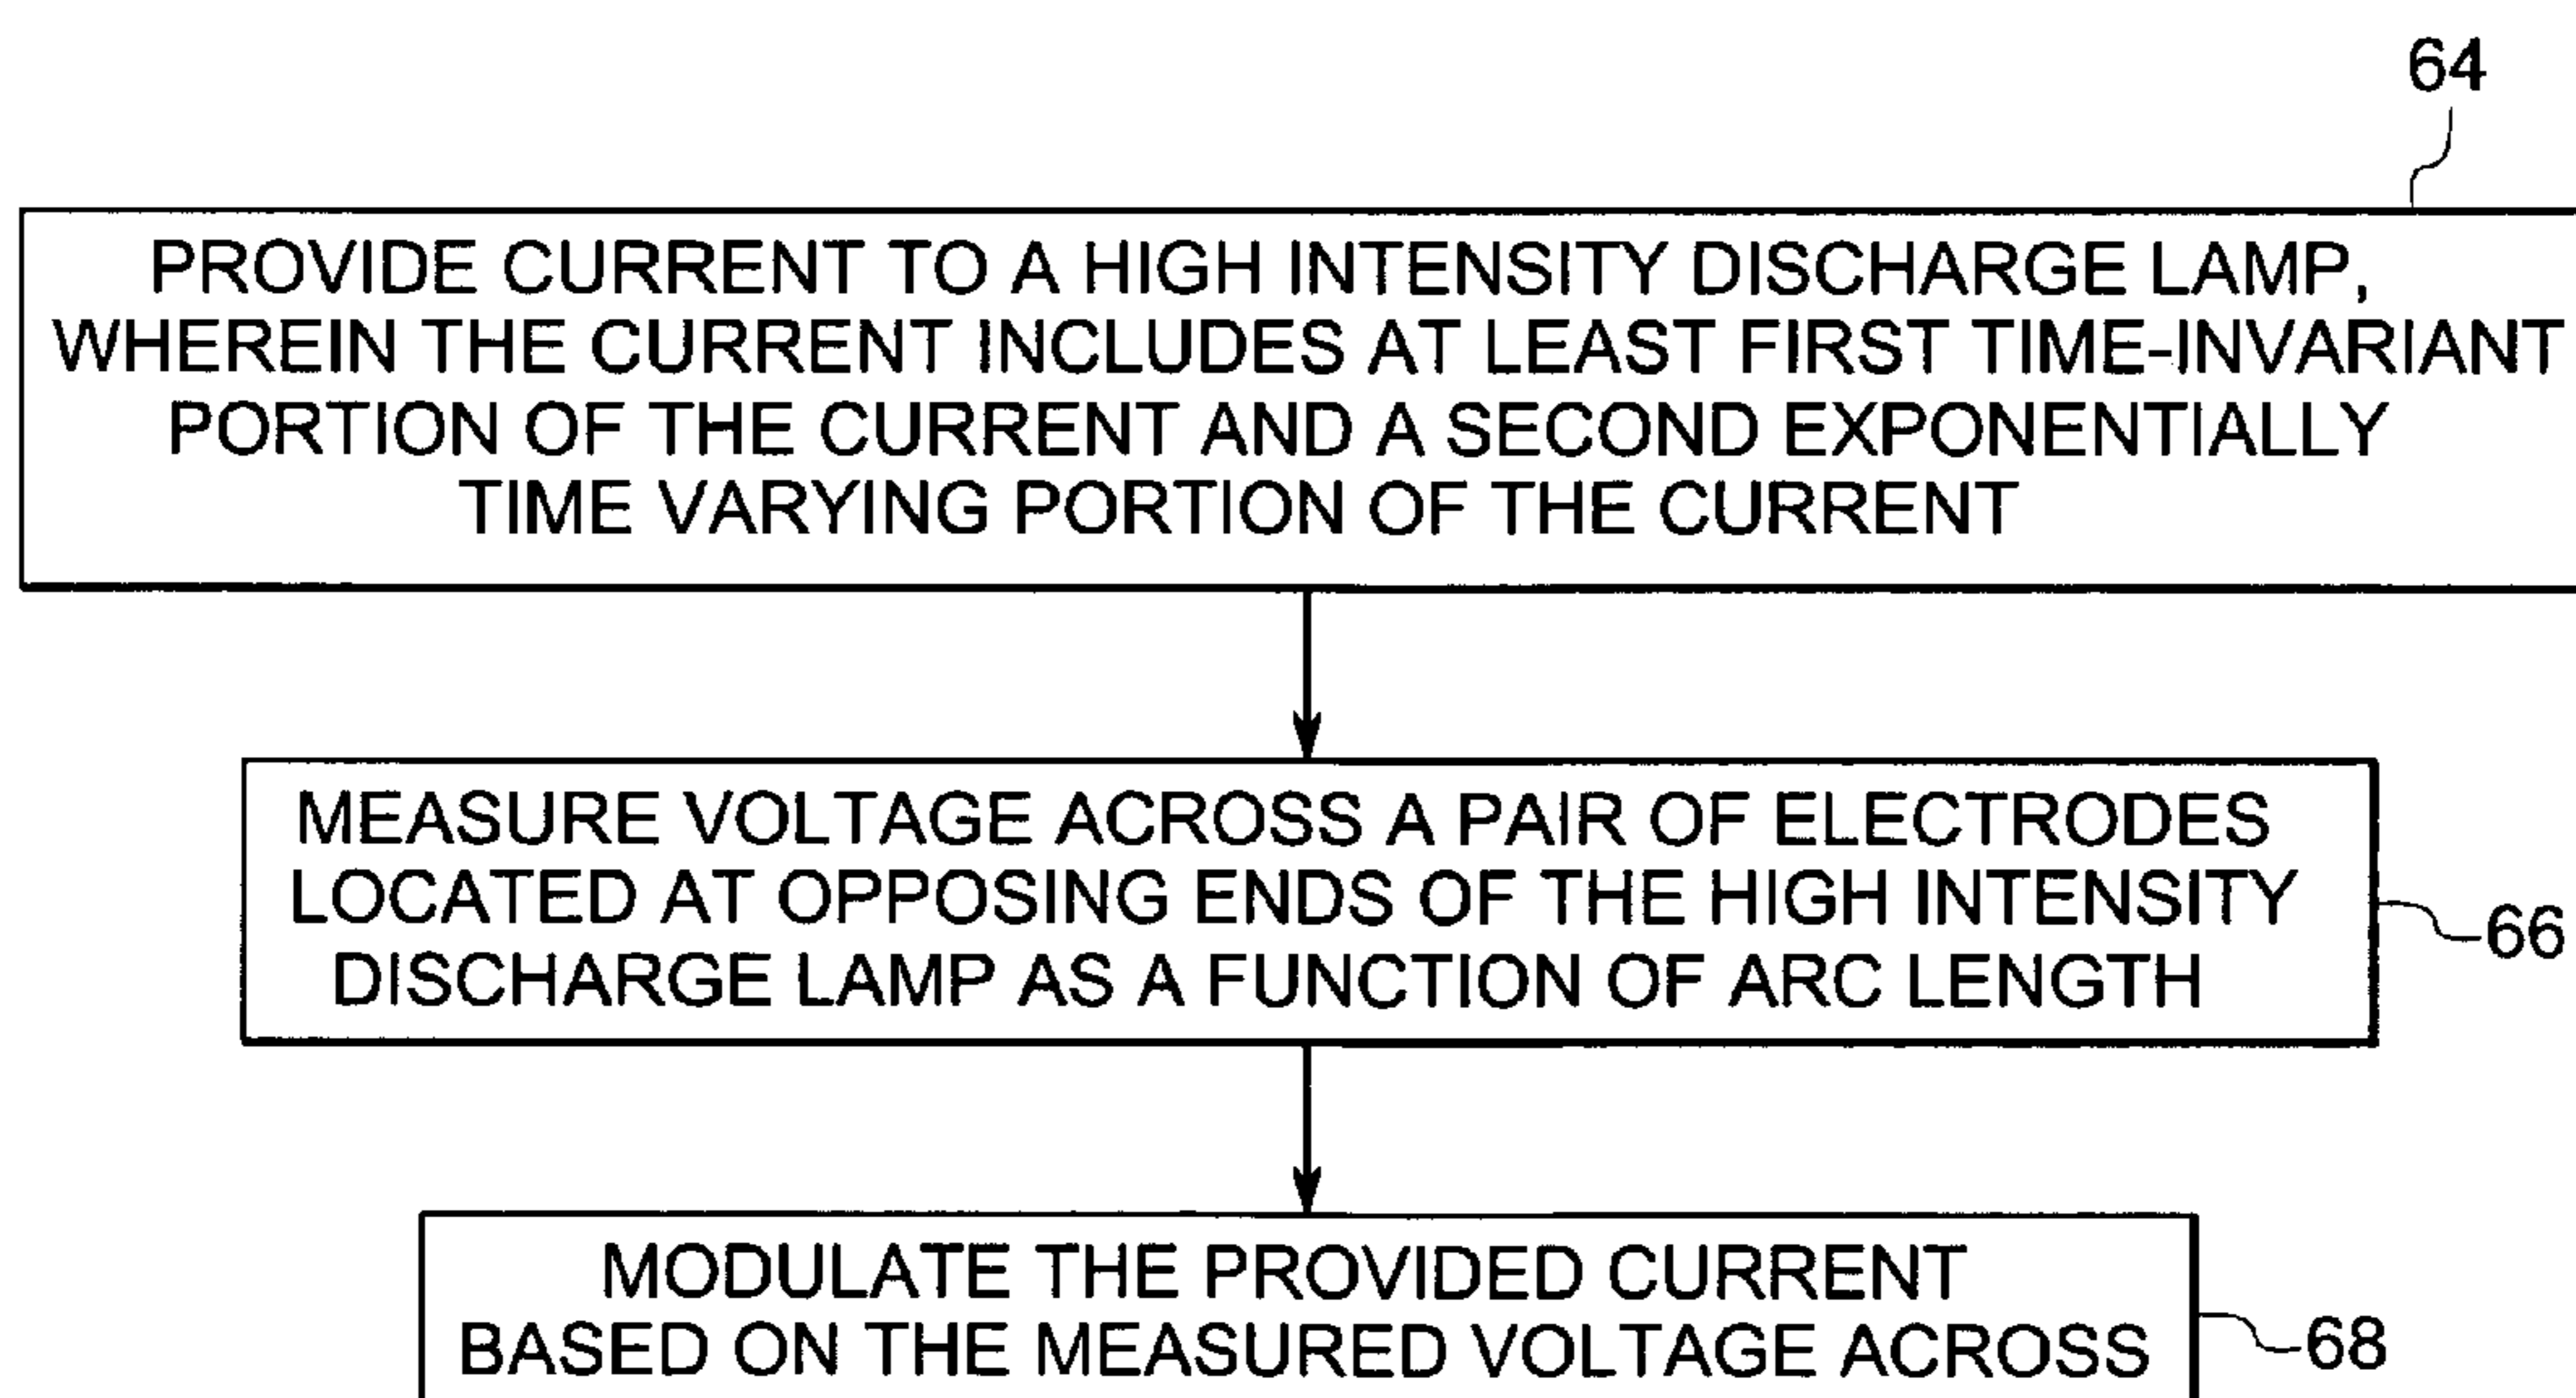 64
PROVIDE CURRENT TO A HIGH INTENSITY DISCHARGE LAMP,
WHEREIN THE CURRENT INCLUDES AT LEAST FIRST TIME-INVARIANT
PORTION OF THE CURRENT AND A SECOND EXPONENTIALLY
TIME VARYING PORTION OF THE CURRENT
MEASURE VOLTAGE ACROSS A PAIR OF ELECTRODES
LOCATED AT OPPOSING ENDS OF THE HIGH INTENSITY
DISCHARGE LAMP AS A FUNCTION OF ARC LENGTH
66
MODULATE THE PROVIDED CURRENT
BASED ON THE MEASURED VOLTAGE ACROSS
68